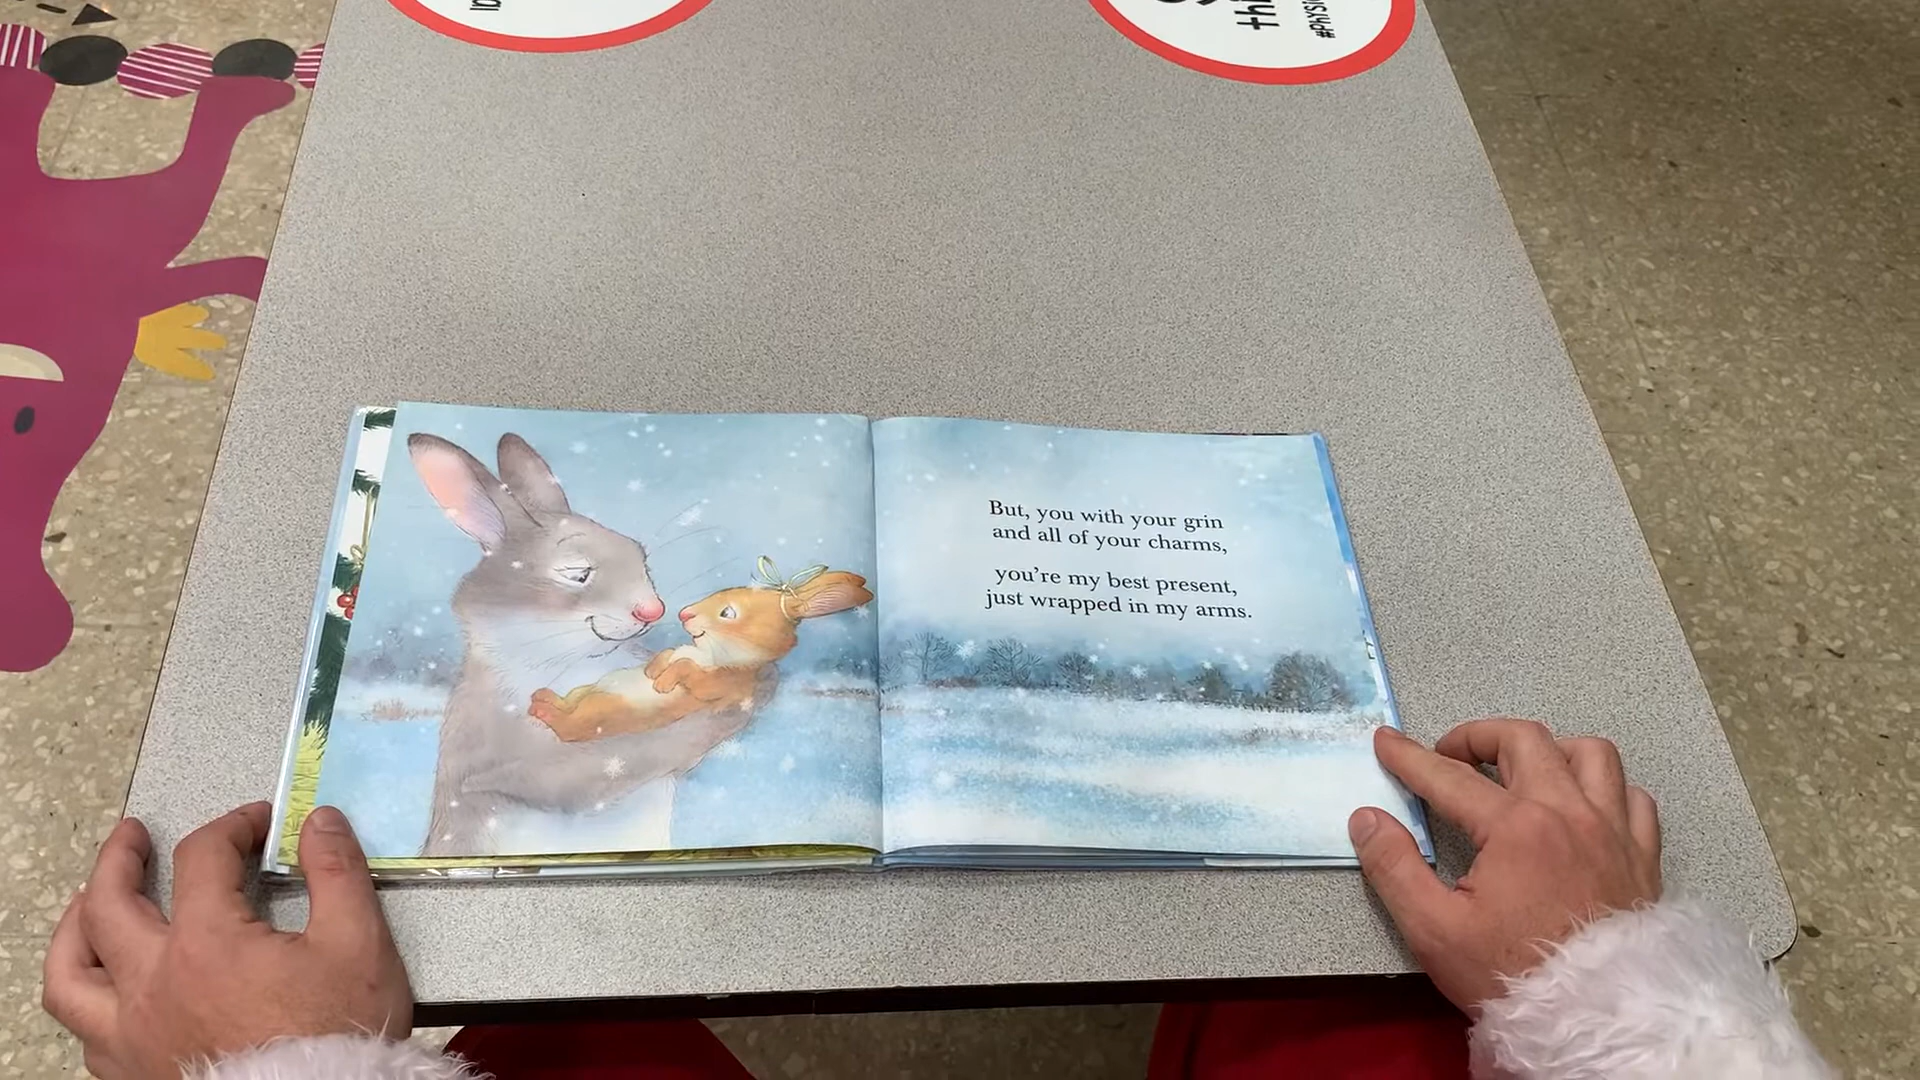 But, you with your grin
and all of your charms,
you're my best present,
just wrapped in my arms.